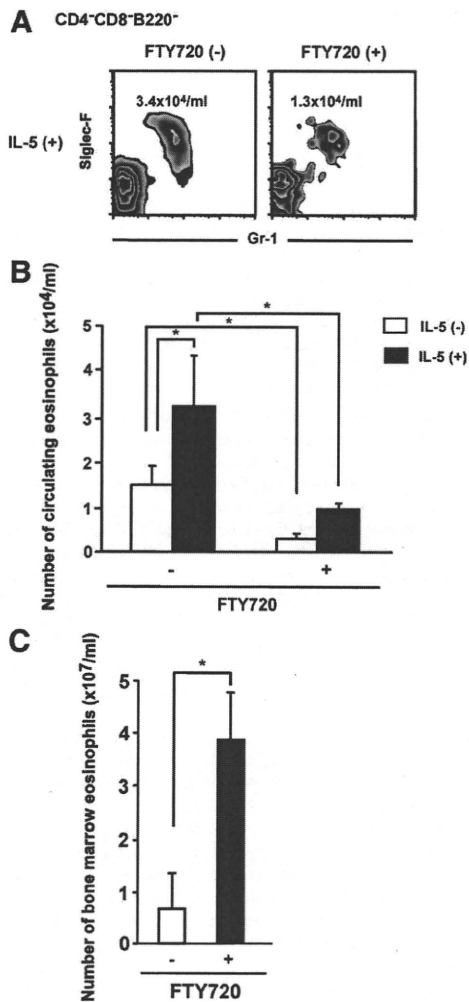 A CD4⁻CD8⁻B220⁻
FTY720 (-) FTY720 (+)
3.4x10⁴/ml 1.3x10⁴/ml
IL-5 (+)
Siglec-F
Gr-1
B
Number of circulating eosinophils (x10⁴/ml)
5
4
3
2
1
0
* * *
IL-5 (-)
IL-5 (+)
- +
FTY720
C
Number of bone marrow eosinophils (x10⁷/ml)
5
4
3
2
1
0
*
- +
FTY720